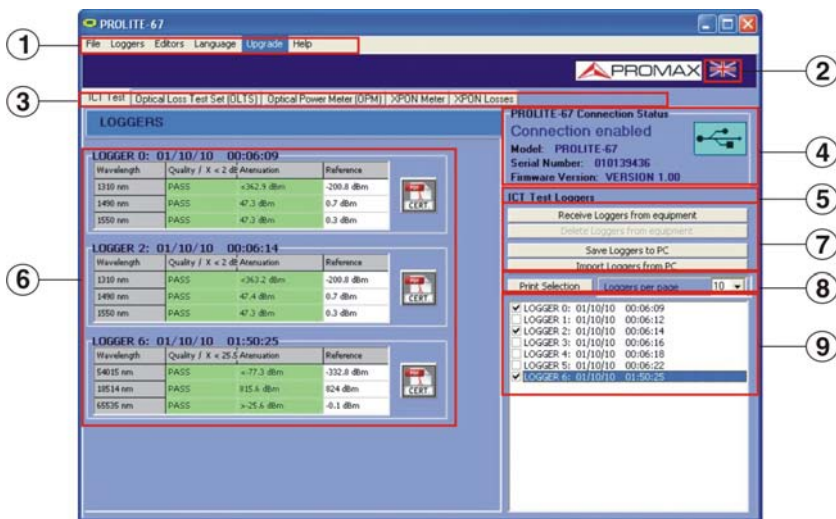 PROLITE-67
File Loggers Editors Language Upgrade Help
PROMAX
ICT Test Optical Loss Test Set (OLTS) Optical Power Meter (OPM) XPON Meter XPON Losses
LOGGERS
LOGGER 0: 01/10/10 00:06:09
Wavelength Quality / X < 2 dB Atenuation Reference
1310 nm PASS <362.9 dBm -200.8 dBm
1490 nm PASS 47.3 dBm 0.7 dBm
1550 nm PASS 47.3 dBm 0.3 dBm
PDF
CERT
LOGGER 2: 01/10/10 00:06:14
Wavelength Quality / X < 2 dB Atenuation Reference
1310 nm PASS <363.2 dBm -200.8 dBm
1490 nm PASS 47.4 dBm 0.7 dBm
1550 nm PASS 47.3 dBm 0.3 dBm
PDF
CERT
LOGGER 6: 01/10/10 01:50:25
Wavelength Quality / X < 25.5 Atenuation Reference
54015 nm PASS <-77.3 dBm -332.8 dBm
18514 nm PASS 815.6 dBm 824 dBm
65535 nm PASS >-25.6 dBm -0.1 dBm
PDF
CERT
PROLITE-67 Connection Status
Connection enabled
Model: PROLITE-67
Serial Number: 010139436
Firmware Version: VERSION 1.00
ICT Test Loggers
Receive Loggers from equipment
Delete Loggers from equipment
Save Loggers to PC
Import Loggers from PC
Print Selection Loggers per page 10
LOGGER 0: 01/10/10 00:06:09
LOGGER 1: 01/10/10 00:06:12
LOGGER 2: 01/10/10 00:06:14
LOGGER 3: 01/10/10 00:06:16
LOGGER 4: 01/10/10 00:06:18
LOGGER 5: 01/10/10 00:06:22
LOGGER 6: 01/10/10 01:50:25
1
2
3
4
5
6
7
8
9